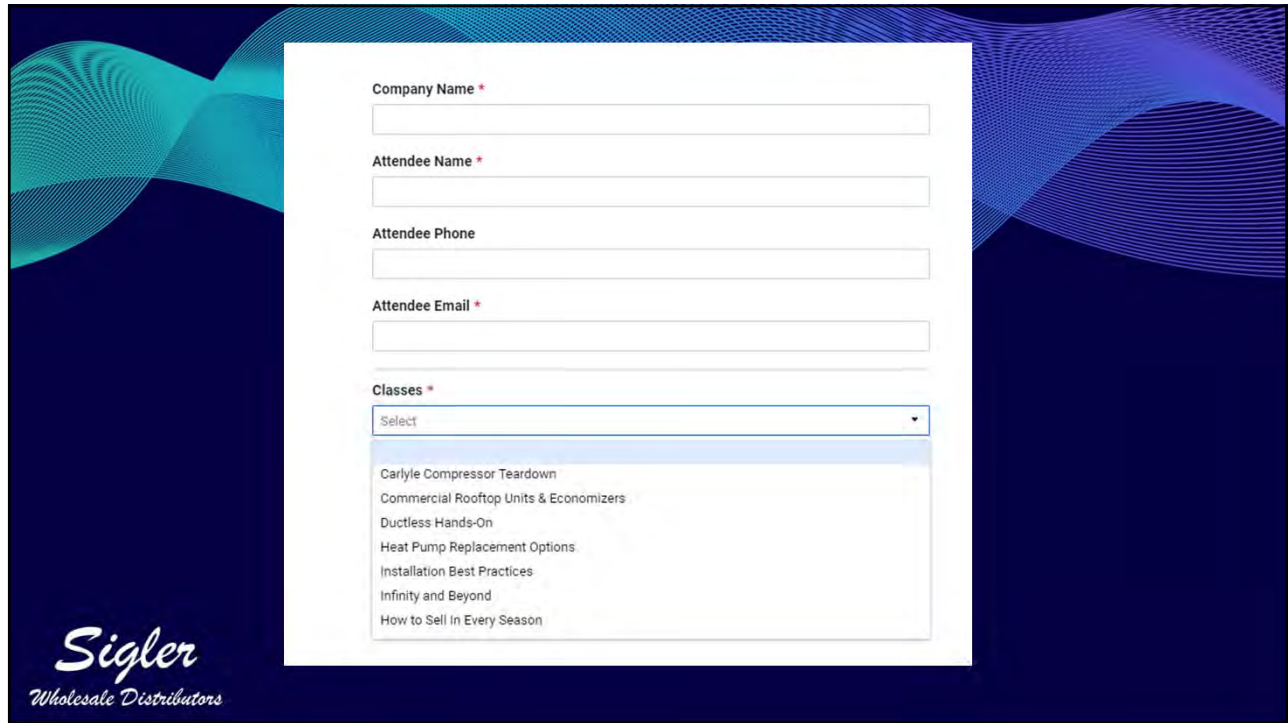 Company Name *
Attendee Name *
Attendee Phone
Attendee Email *
Classes *
Select
Carlyle Compressor Teardown
Commercial Rooftop Units & Economizers
Ductless Hands-On
Heat Pump Replacement Options
Installation Best Practices
Infinity and Beyond
How to Sell In Every Season
Sigler
Wholesale Distributors